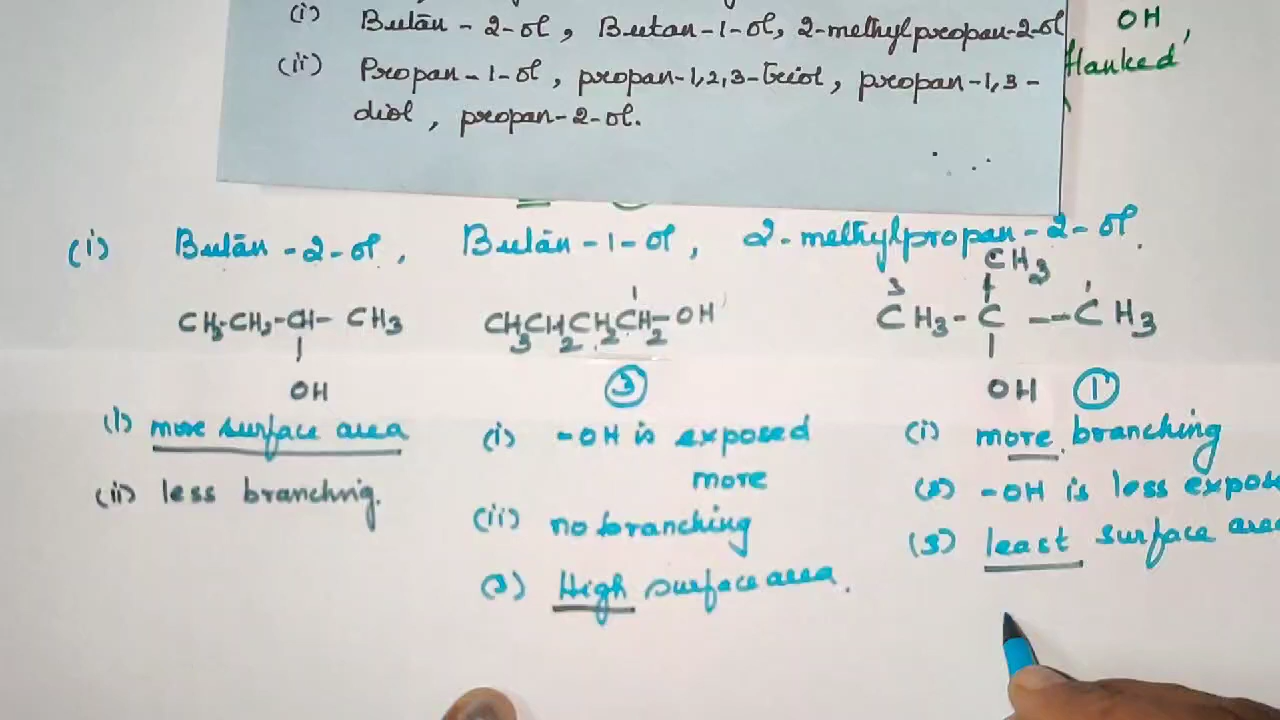 (i) Butan - 2-ol, Butan-1-ol, 2-methylpropan-2-ol
(ii) Propan-1-ol, propan-1,2,3-triol, propan-1,3-
diol, propan-2-ol.
OH,
flanked
(i) Butan-2-ol, Butan-1-ol, 2-methylpropan-2-ol.
CH3-CH2-CH-CH3
OH
(i) more surface area
(ii) less branching.
1
CH3CH2CH2CH2-OH
3
(i) -OH is exposed
more
(ii) no branching
(3) High surface area.
CH3
3 1
CH3-C--CH3
OH 1
(i) more branching
(2) -OH is less expose
(3) least surface area